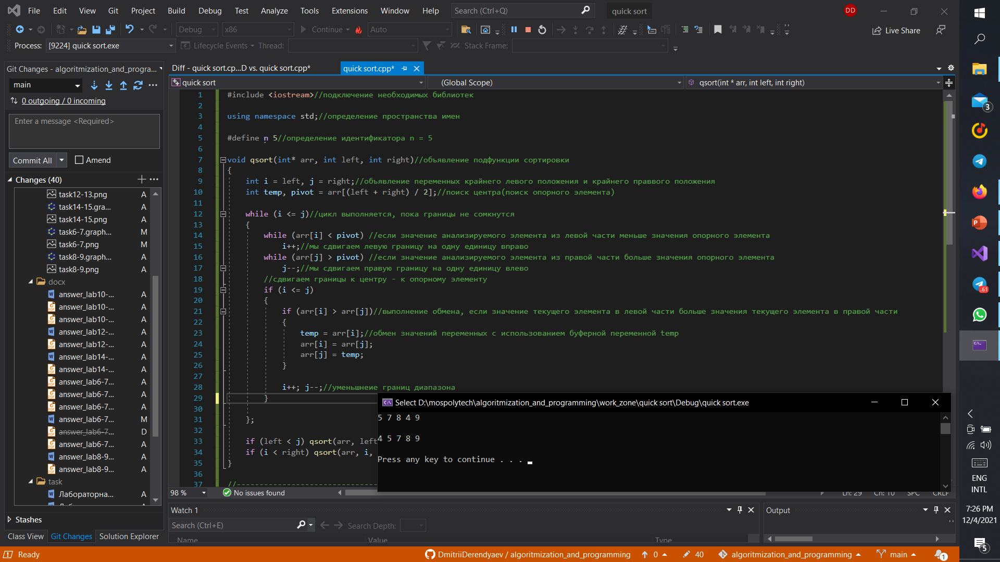 File Edit View Git Project Build Debug Test Analyze Tools Extensions Window Help Search (Ctrl+Q) quick sort DD
Debug x86 Continue Auto Live Share
Process: [9224] quick sort.exe Lifecycle Events Thread: Stack Frame:
Git Changes - algoritmization_and_progra...
main
0 outgoing / 0 incoming
Enter a message <Required>
Commit All Amend
Changes (40)
task12-13.png A
task14-15.gra... A
task14-15.png A
task6-7.graph... M
task6-7.png M
task8-9.graph... A
task8-9.png A
docx
answer_lab10-... A
answer_lab10-... A
answer_lab10-... A
answer_lab12-... A
answer_lab12-... A
answer_lab14-... A
answer_lab14-... A
answer_lab6-7... A
answer_lab6-7... A
answer_lab6-7... A
answer_lab6-7... M
answer_lab6-7... D
answer_lab6-7... A
answer_lab8-9... A
answer_lab8-9... A
task
Лабораторна... A
Stashes
Class View Git Changes Solution Explorer
Diff - quick sort.cp...D vs. quick sort.cpp* quick sort.cpp*
quick sort (Global Scope) qsort(int * arr, int left, int right)
1 #include <iostream>//подключение необходимых библиотек
2
3 using namespace std;//определение пространства имен
4
5 #define n 5//определение идентификатора n = 5
6
7 void qsort(int* arr, int left, int right)//объявление подфункции сортировки
8 {
9 int i = left, j = right;//объявление переменных крайнего левого положения и крайнего праввого положения
10 int temp, pivot = arr[(left + right) / 2];//поиск центра(поиск опорного элемента)
11
12 while (i <= j)//цикл выполняется, пока границы не сомкнутся
13 {
14 while (arr[i] < pivot) //если значение анализируемого элемента из левой части меньше значения опорного элемента
15 i++;//мы сдвигаем левую границу на одну единицу вправо
16 while (arr[j] > pivot) //если значение анализируемого элемента из правой части больше значения опорного элемента
17 j--;//мы сдвигаем правую границу на одну единицу влево
18 //сдвигаем границы к центру - к опорному элементу
19 if (i <= j)
20 {
21 if (arr[i] > arr[j])//выполнение обмена, если значение текущего элемента в левой части больше значения текущего элемента в правой части
22 {
23 temp = arr[i];//обмен значений переменных с использованием буферной переменной temp
24 arr[i] = arr[j];
25 arr[j] = temp;
26 }
27
28 i++; j--;//уменьшнеие границ диапазона
29 }
30
31 };
32
33 if (left < j) qsort(arr, left
34 if (i < right) qsort(arr, i,
35 }
36
37 //------------------------------
98 % No issues found Ln: 29 Ch: 10 SPC CRLF
Select D:\mospolytech\algoritmization_and_programming\work_zone\quick sort\Debug\quick sort.exe
5 7 8 4 9
4 5 7 8 9
Press any key to continue . . .
Watch 1
Search (Ctrl+E) Search Depth:
Name Value Type
Output
Ready DmitriiDerendyaev / algoritmization_and_programming 0 40 algoritmization_and_programming main 1
3
61
ENG
INTL
7:26 PM
12/4/2021
5